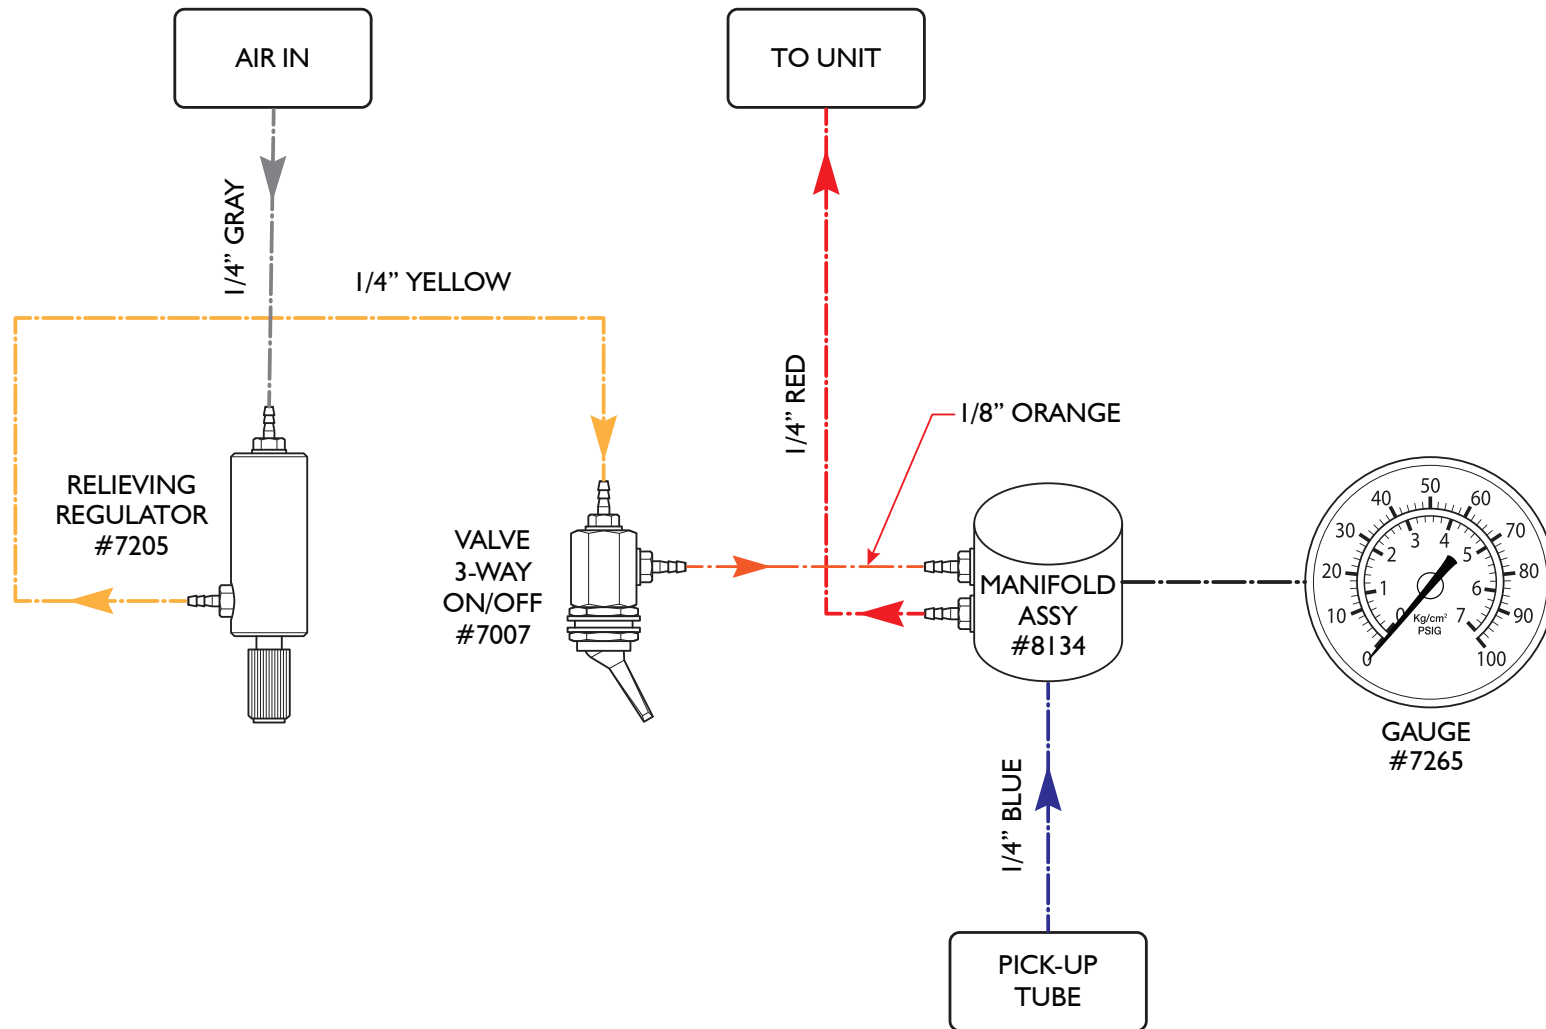 AIR IN
TO UNIT
1/4” GRAY
1/4” YELLOW
1/4” RED
1/8” ORANGE
RELIEVING
REGULATOR
#7205
VALVE
3-WAY
ON/OFF
#7007
MANIFOLD
ASSY
#8134
0
10
20
30
40
50
60
70
80
90
100
0
1
2
3
4
5
6
7
Kg/cm²
PSIG
GAUGE
#7265
1/4” BLUE
PICK-UP
TUBE